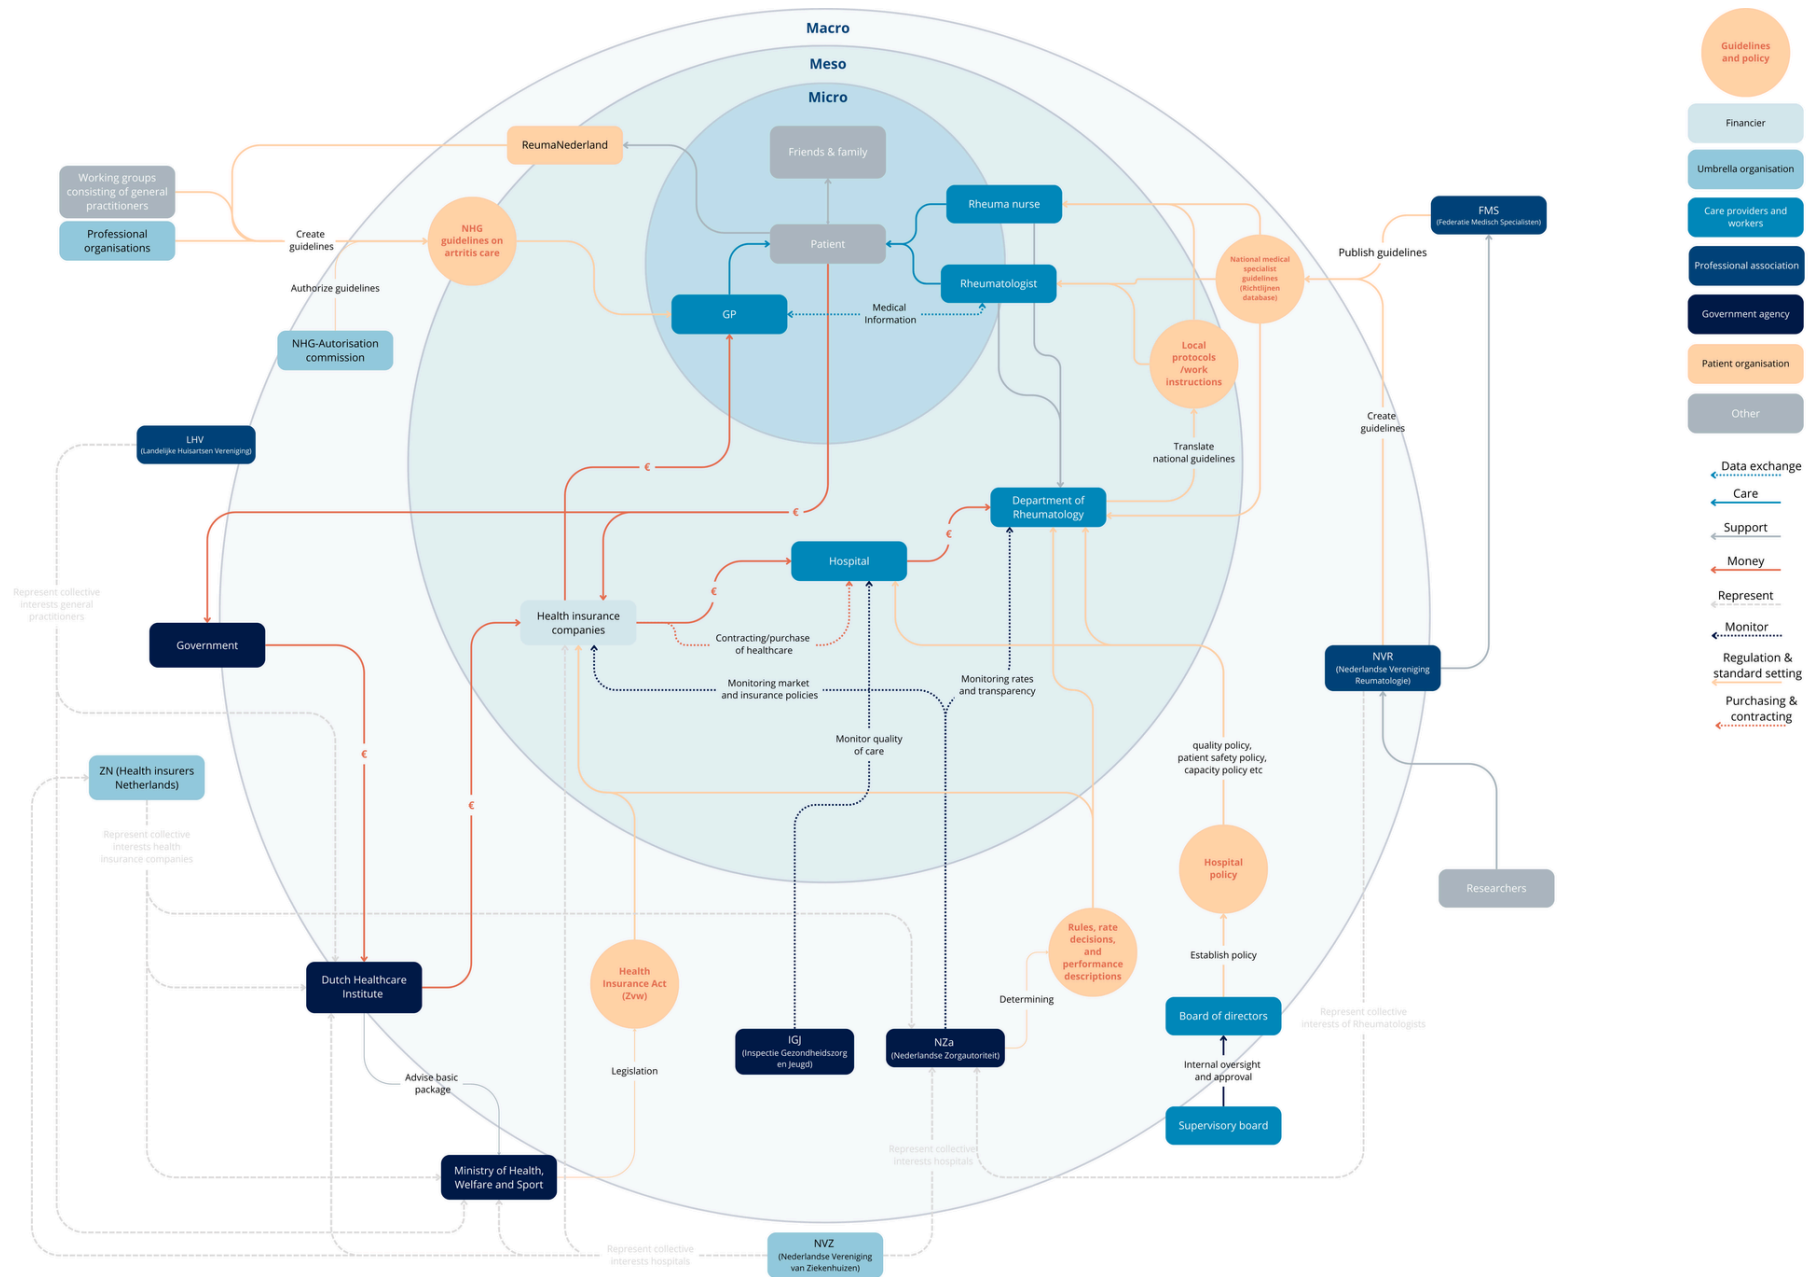 Macro
Meso
Micro
Guidelines
and policy
Financier
Umbrella organisation
Care providers and
workers
Professional association
Government agency
Patient organisation
Other
Data exchange
Care
Support
Money
Represent
Monitor
Regulation &
standard setting
Purchasing &
contracting
ReumaNederland
Friends & family
Working groups
consisting of general
practitioners
Professional
organisations
Create
guidelines
NHG
guidelines on
artritis care
Authorize guidelines
NHG-Autorisation
commission
Patient
Rheuma nurse
Rheumatologist
GP
Medical
Information
National medical
specialist
guidelines
(Richtlijnen
database)
Publish guidelines
FMS
(Federatie Medisch Specialisten)
Local
protocols
/work
instructions
Create
guidelines
Translate
national guidelines
LHV
(Landelijke Huisartsen Vereniging)
€
Department of
Rheumatology
€
€
Hospital
€
Represent collective
interests general
practitioners
Government
Health insurance
companies
Contracting/purchase
of healthcare
Monitoring market
and insurance policies
Monitoring rates
and transparency
NVR
(Nederlandse Vereniging
Reumatologie)
Monitor quality
of care
quality policy,
patient safety policy,
capacity policy etc
€
€
ZN (Health insurers
Netherlands)
Represent collective
interests health
insurance companies
Hospital
policy
Researchers
Rules, rate
decisions,
and
performance
descriptions
Establish policy
Dutch Healthcare
Institute
Health
Insurance Act
(Zvw)
Determining
Board of directors
Represent collective
interests of Rheumatologists
IGJ
(Inspectie Gezondheidszorg
en Jeugd)
NZa
(Nederlandse Zorgautoriteit)
Advise basic
package
Legislation
Internal oversight
and approval
Supervisory board
Represent collective
interests hospitals
Ministry of Health,
Welfare and Sport
Represent collective
interests hospitals
NVZ
(Nederlandse Vereniging
van Ziekenhuizen)